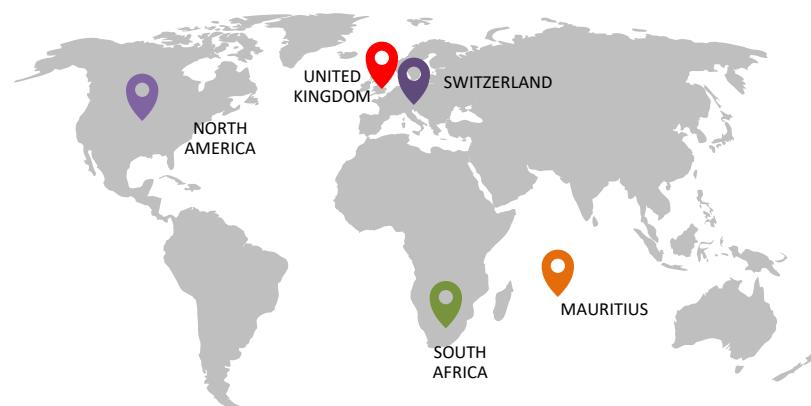 UNITED
KINGDOM
SWITZERLAND
NORTH
AMERICA
MAURITIUS
SOUTH
AFRICA